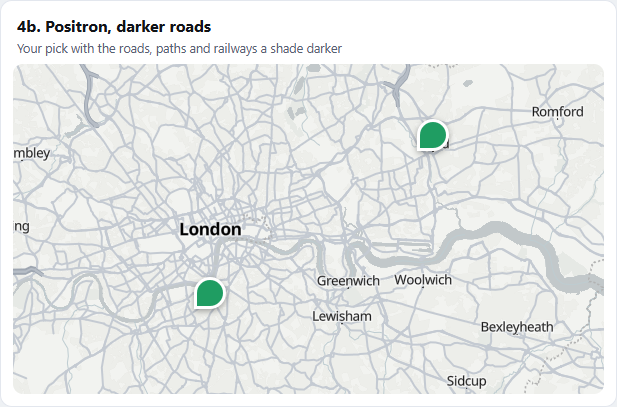 4b. Positron, darker roads
Your pick with the roads, paths and railways a shade darker
Romford
mbley
ng
London
Greenwich
Woolwich
Lewisham
Bexleyheath
Sidcup